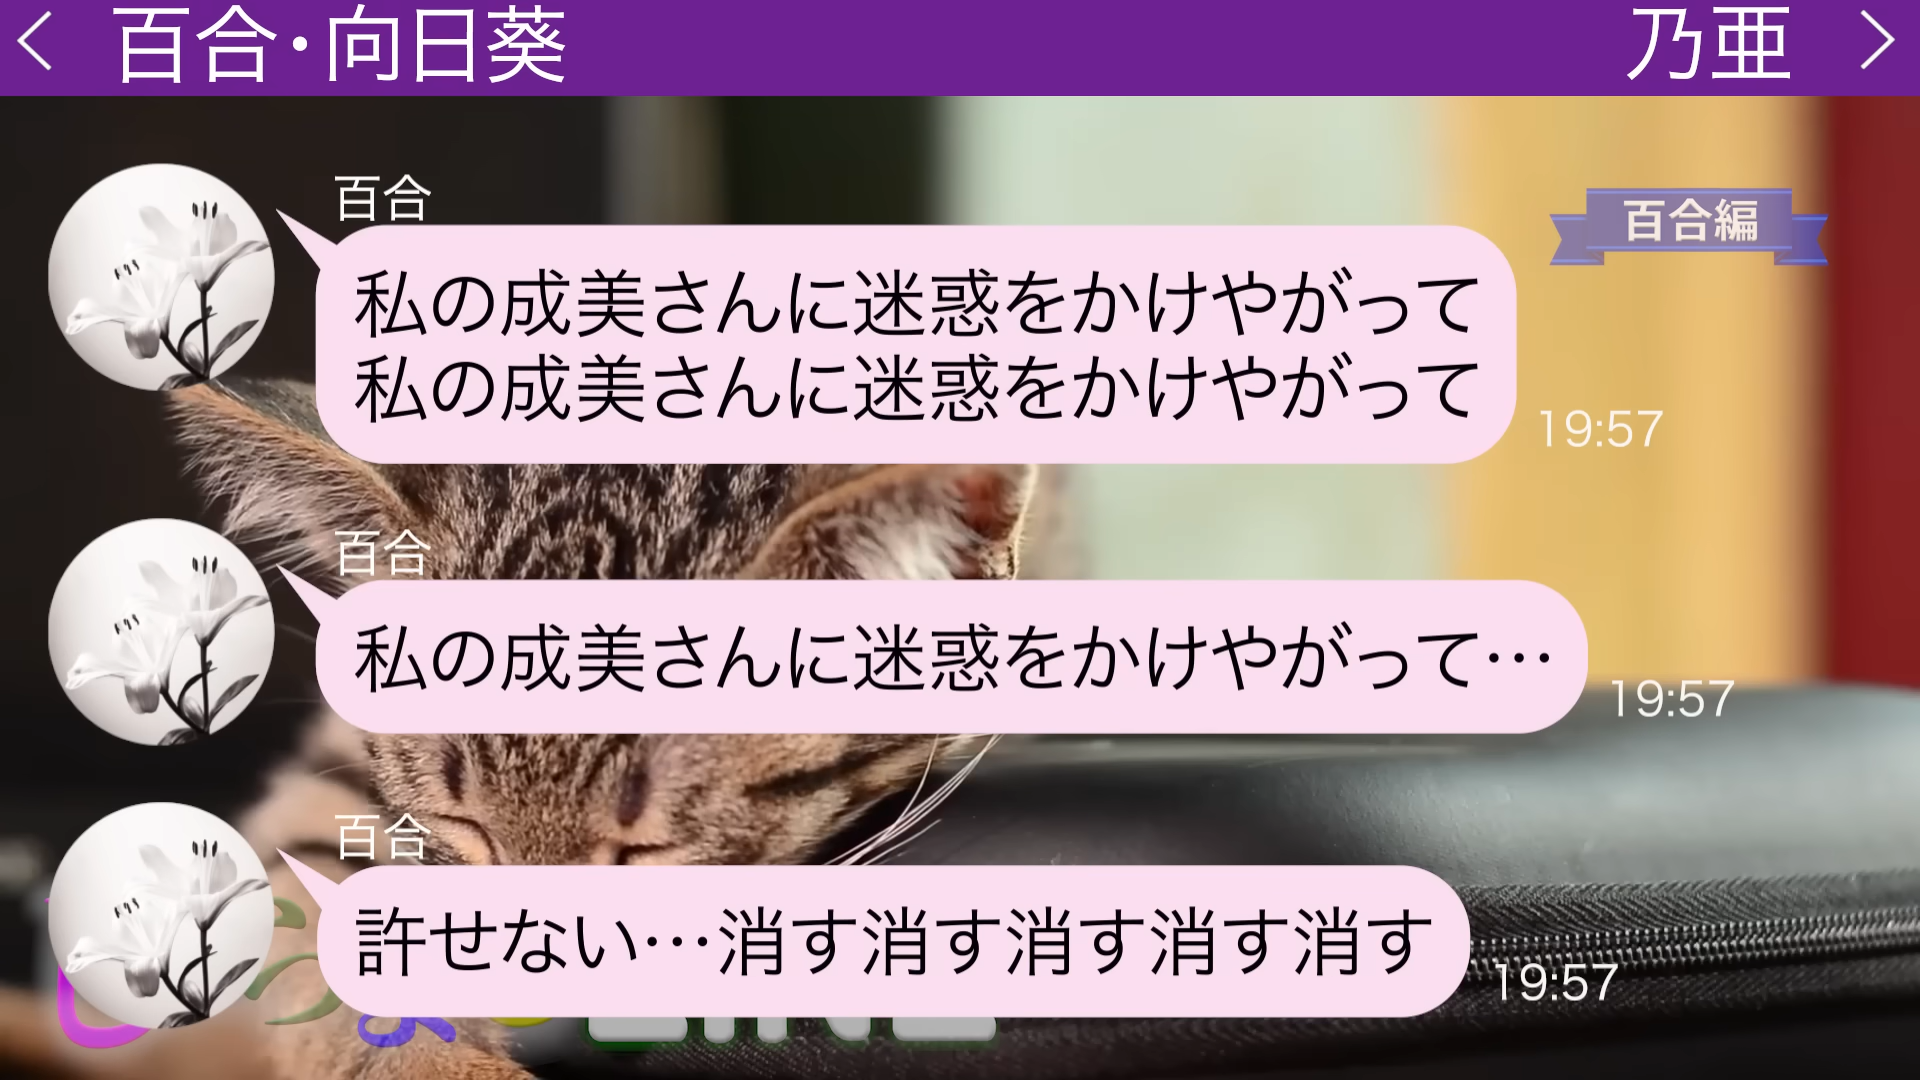 百合・向日葵
乃亜
百合編
百合
私の成美さんに迷惑をかけやがって
私の成美さんに迷惑をかけやがって
19:57
百合
私の成美さんに迷惑をかけやがって…
19:57
百合
許せない…消す消す消す消す消す
19:57